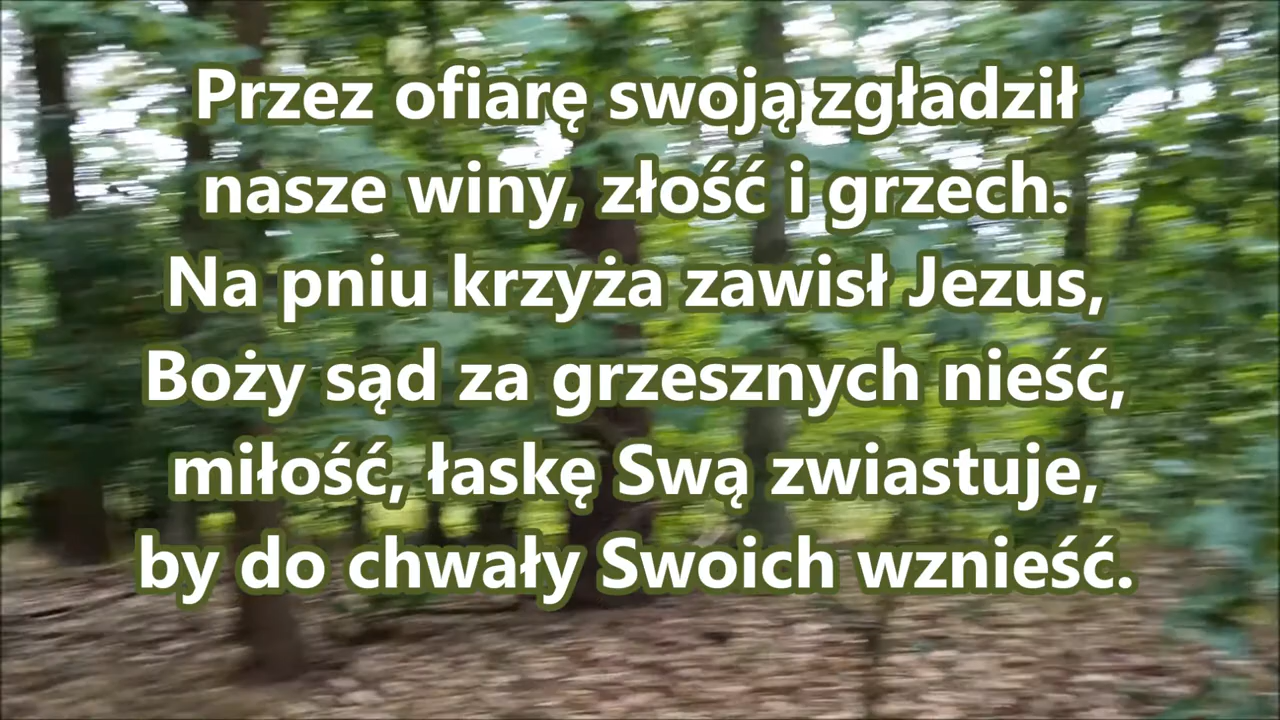 Przez ofiarę swoją zgładził
nasze winy, złość i grzech.
Na pniu krzyża zawisł Jezus,
Boży sąd za grzesznych nieść,
miłość, łaskę Swą zwiastuje,
by do chwały Swoich wznieść.